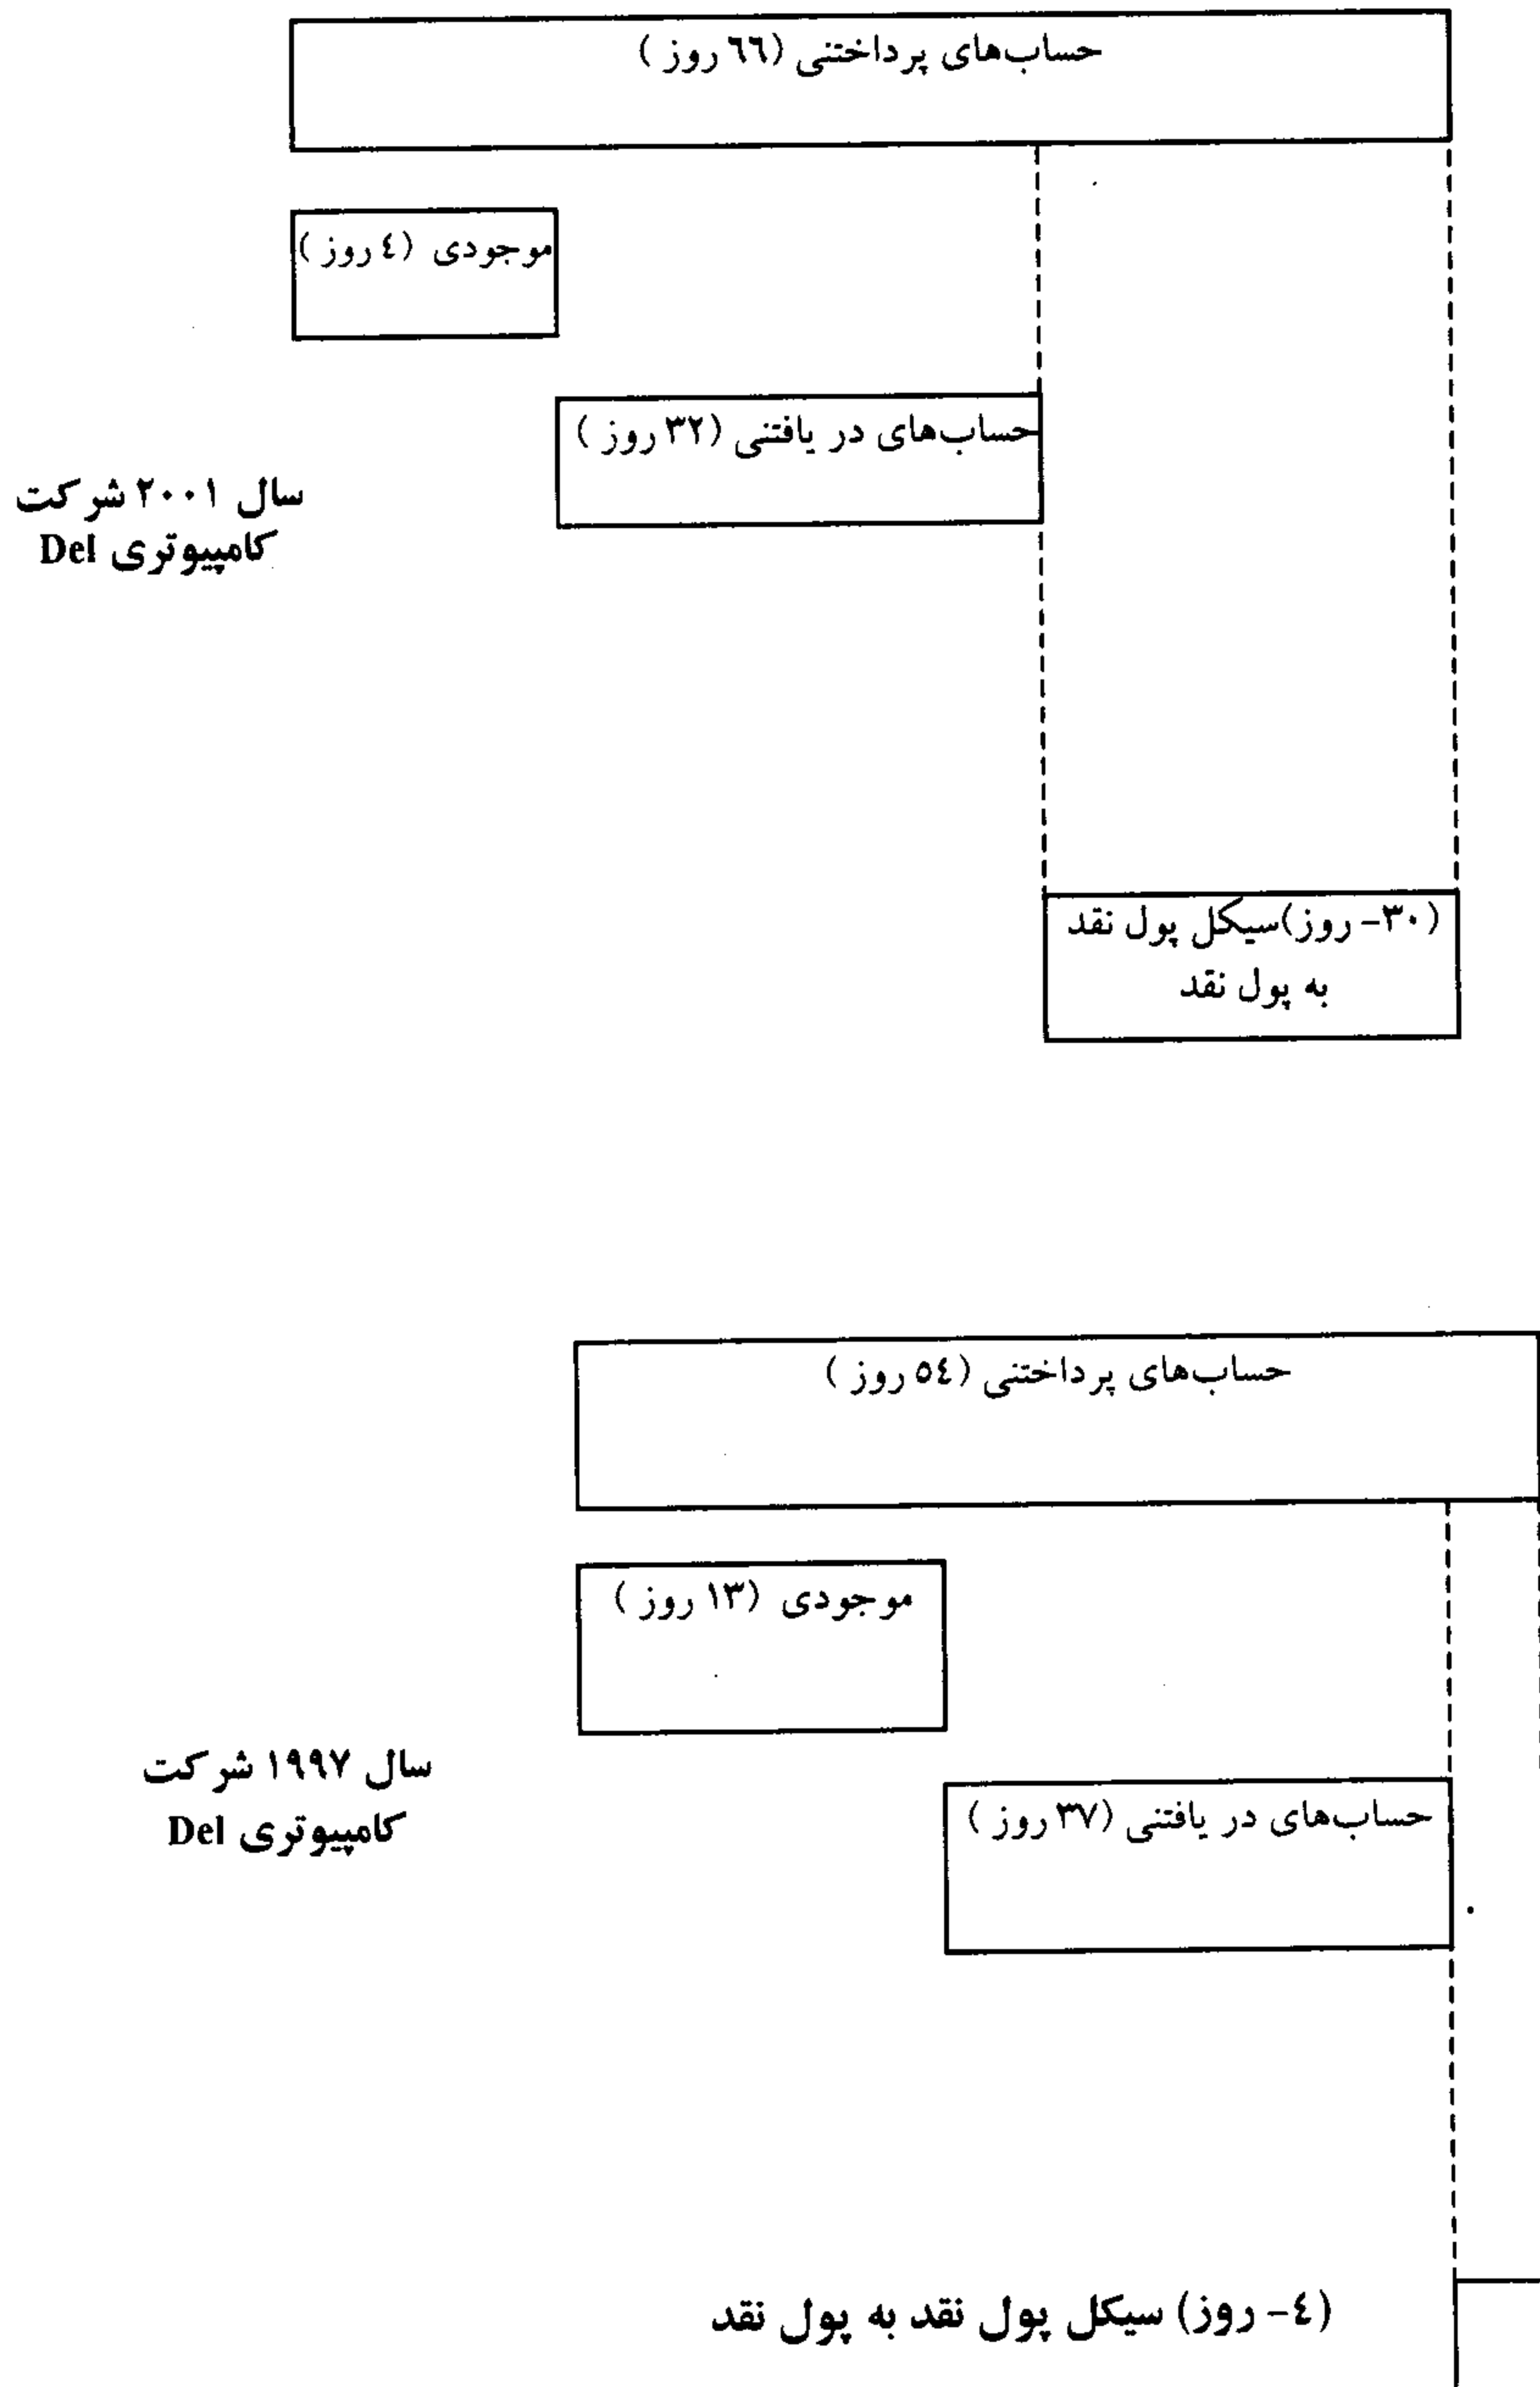 حساب‌های پرداختنی (٦٦ روز )
موجودی (٤ روز )
حساب‌های در یافتنی (۳۲ روز )
سال ۲۰۰۱ شرکت
کامپیوتری Del
(۳۰- روز)سیکل پول نقد
به پول نقد
حساب‌های پرداختنی (٥٤ روز )
موجودی (۱۳ روز )
سال ۱۹۹۷ شرکت
کامپیوتری Del
حساب‌های در یافتنی (۳۷ روز )
(٤- روز) سیکل پول نقد به پول نقد